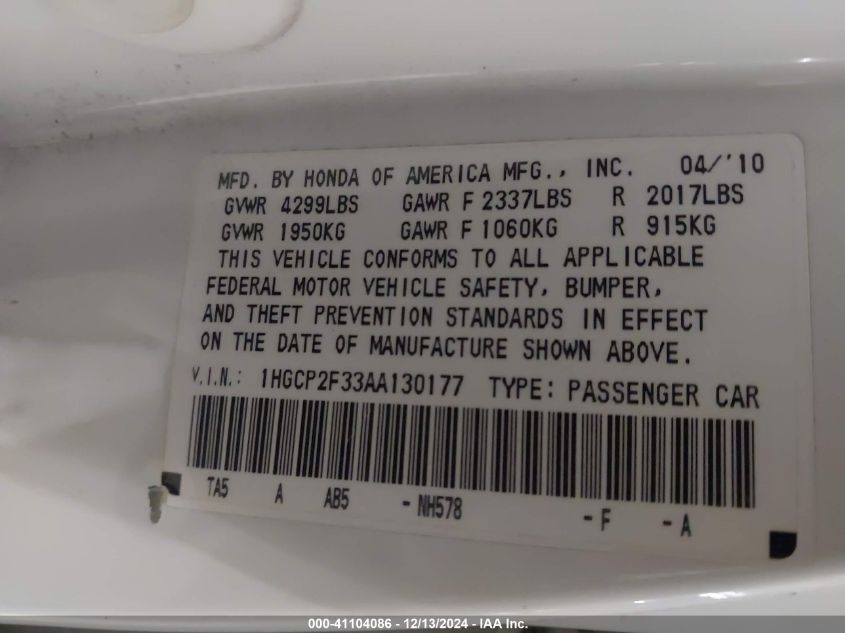 MFD. BY HONDA OF AMERICA MFG., INC. 04/'10
GVWR 4299LBS GAWR F 2337LBS R 2017LBS
GVWR 1950KG GAWR F 1060KG R 915KG
THIS VEHICLE CONFORMS TO ALL APPLICABLE
FEDERAL MOTOR VEHICLE SAFETY, BUMPER,
AND THEFT PREVENTION STANDARDS IN EFFECT
ON THE DATE OF MANUFACTURE SHOWN ABOVE.
V.I.N.: 1HGCP2F33AA130177 TYPE: PASSENGER CAR
TA5 A AB5 - NH578 - F - A
000-41104086 - 12/13/2024 - IAA Inc.